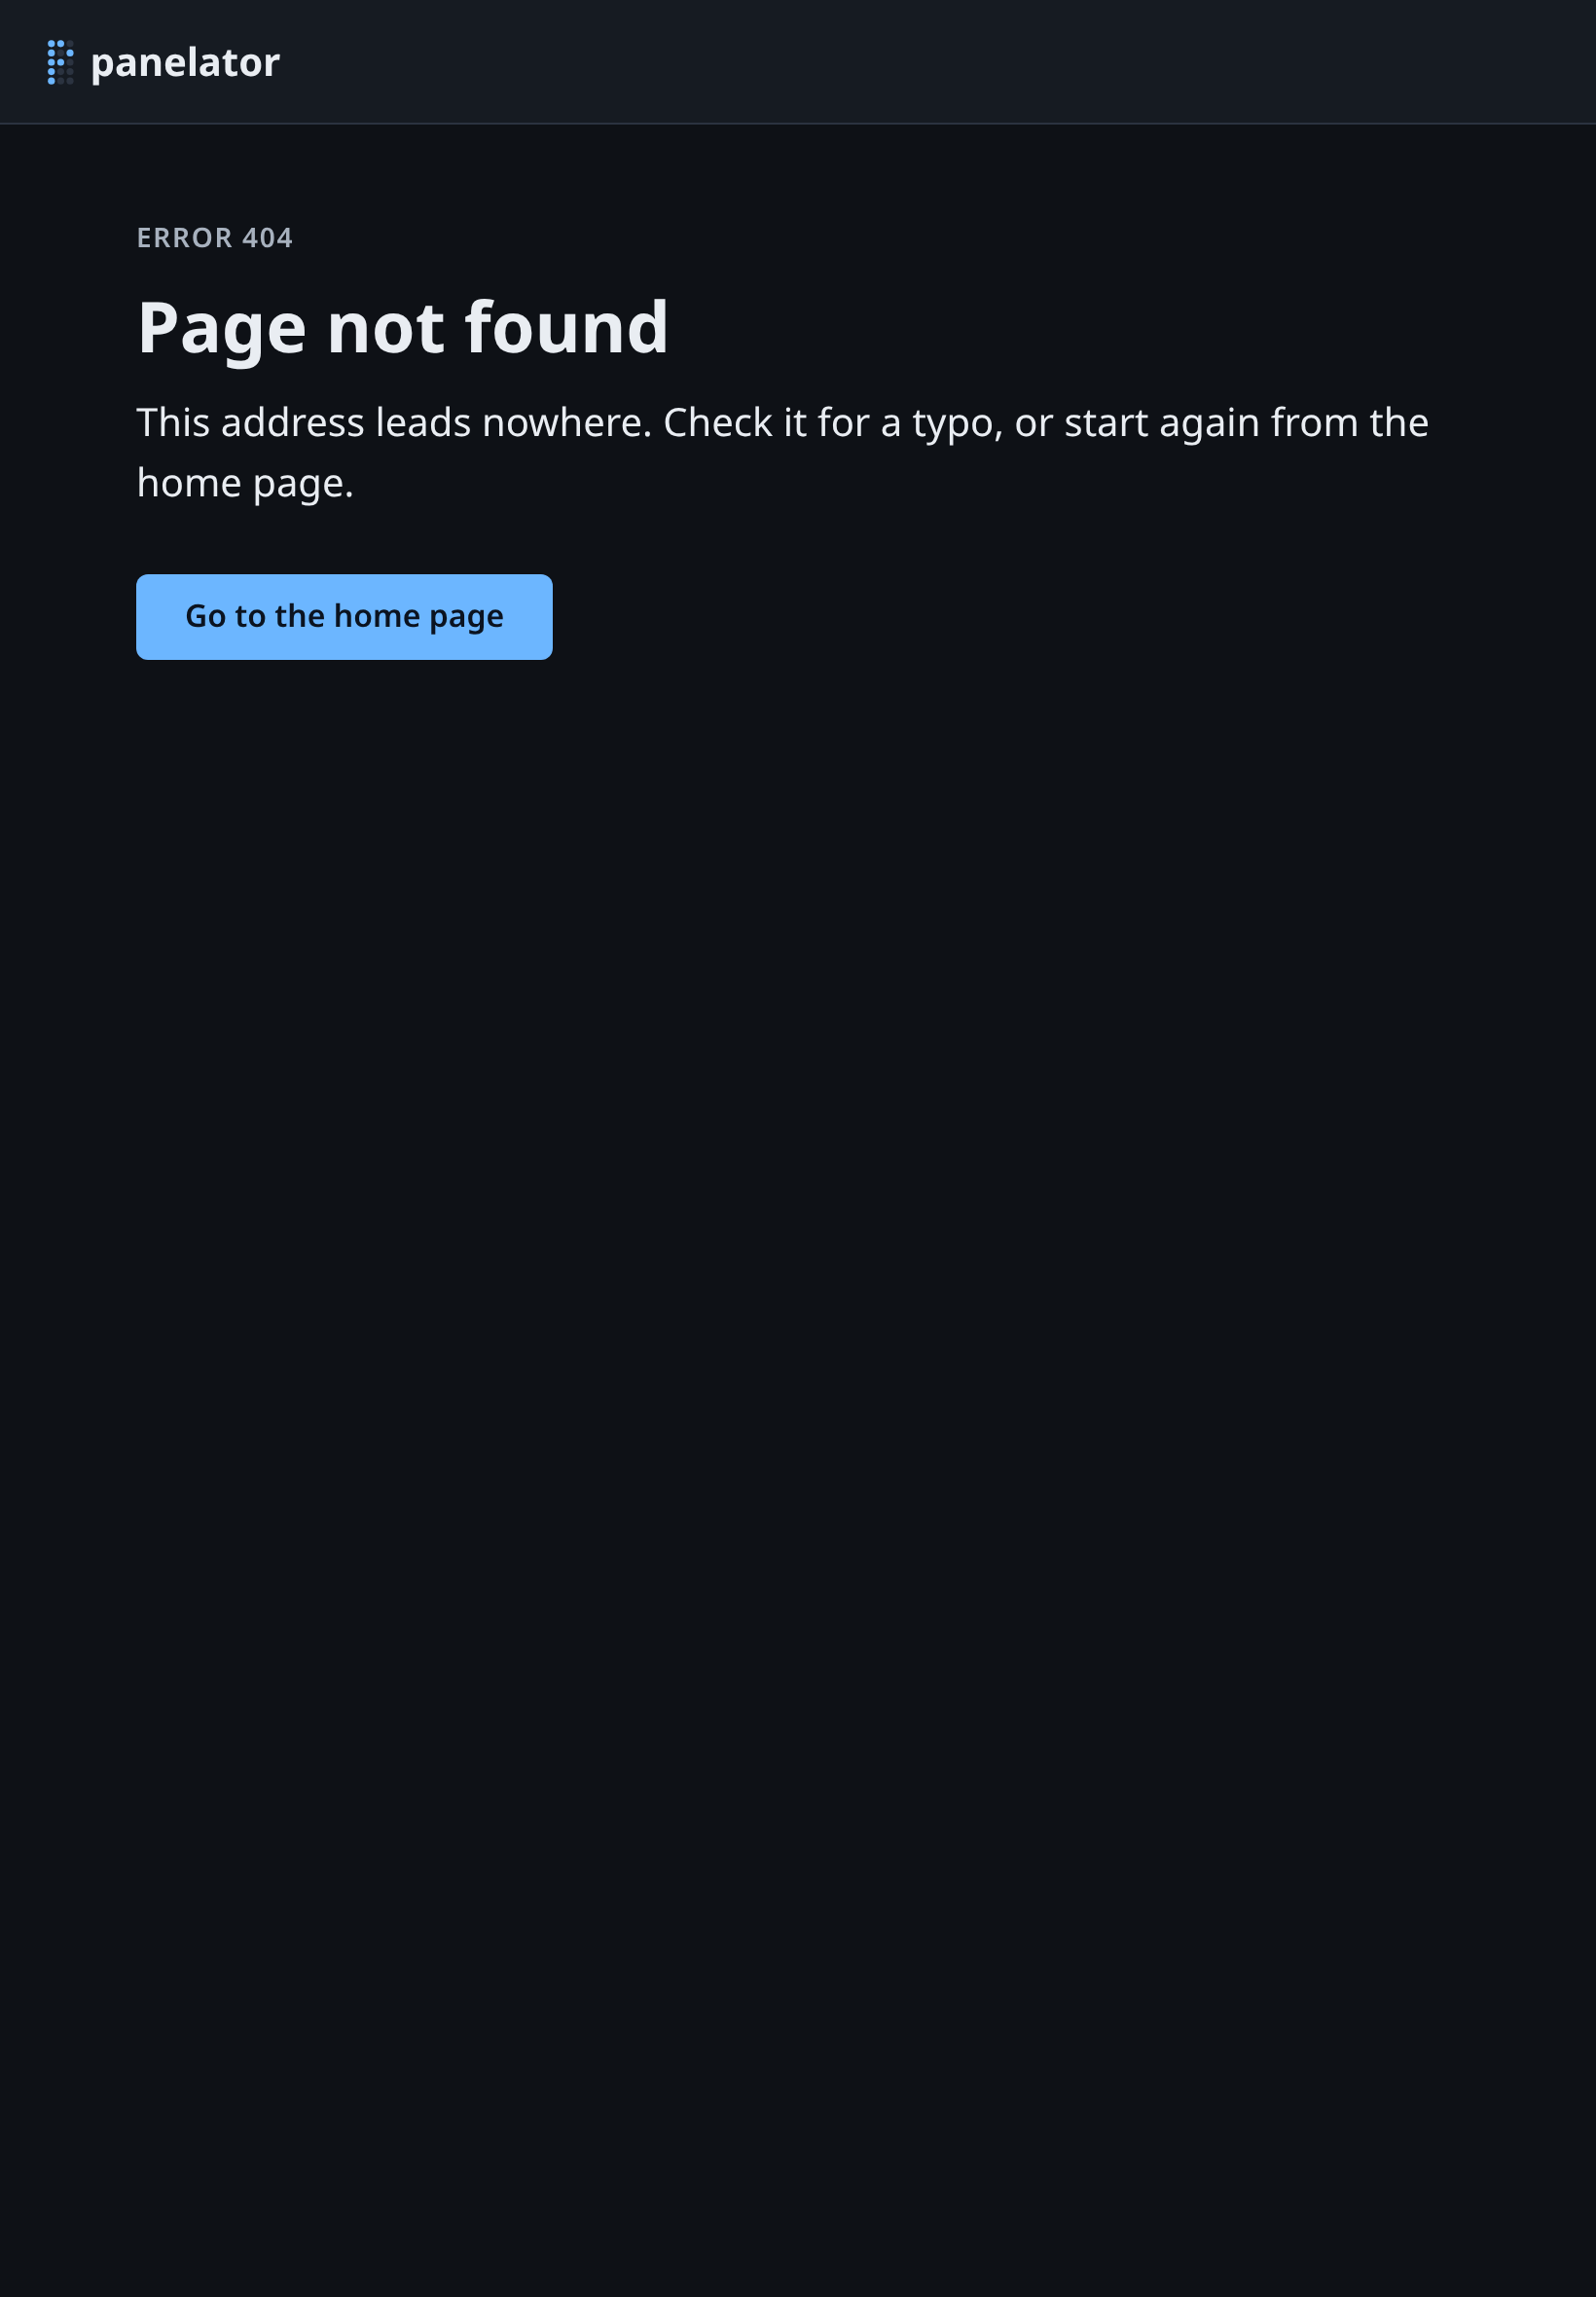 panelator
ERROR 404
Page not found
This address leads nowhere. Check it for a typo, or start again from the
home page.
Go to the home page